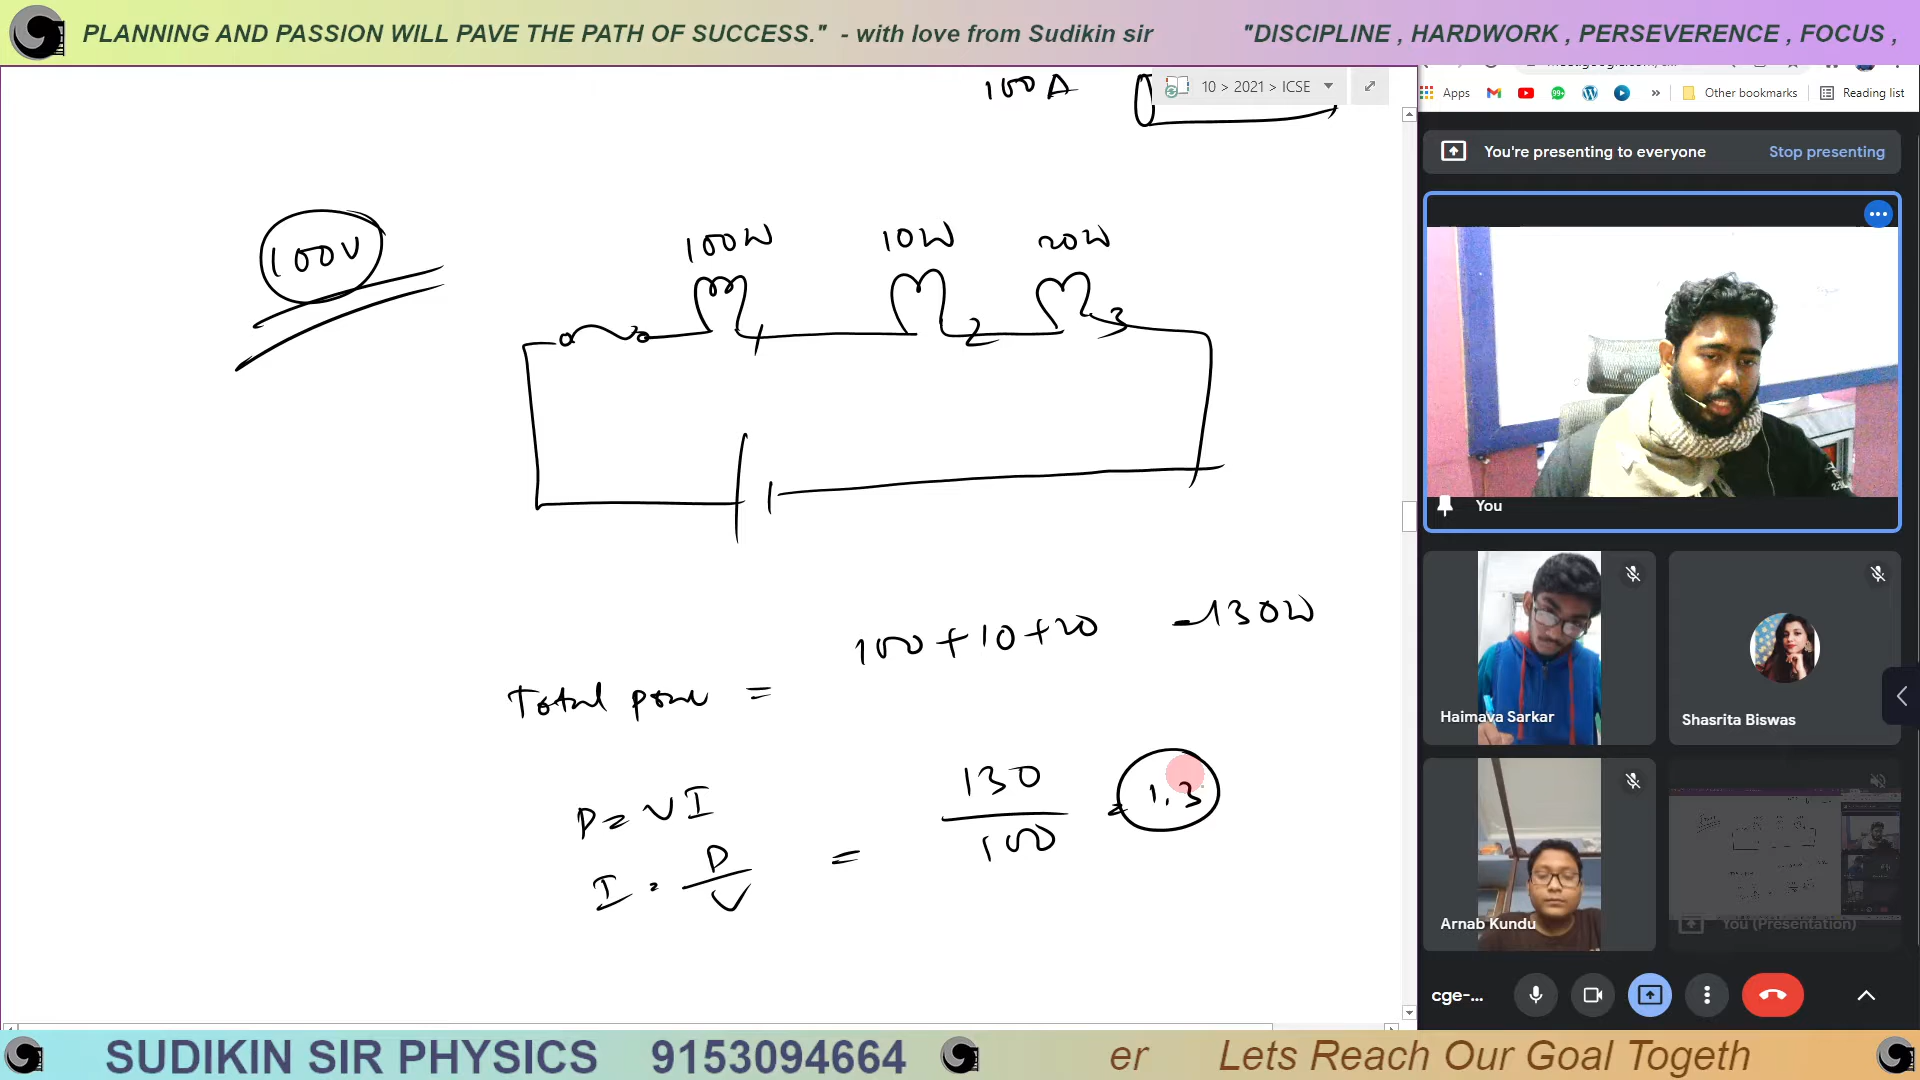 PLANNING AND PASSION WILL PAVE THE PATH OF SUCCESS." - with love from Sudikin sir "DISCIPLINE , HARDWORK , PERSEVERENCE , FOCUS ,
100 A
10 > 2021 > ICSE
Apps
99+
Other bookmarks
Reading list
You're presenting to everyone
Stop presenting
100V
100W 10W 20W
1 2 3
You
100 + 10 + 20 = 130W
Total =
Haimava Sarkar
Shasrita Biswas
130
P = VI
100
= 1.3
I = P
V
=
Arnab Kundu
You (Presentation)
cge-...
SUDIKIN SIR PHYSICS 9153094664 er Lets Reach Our Goal Togeth